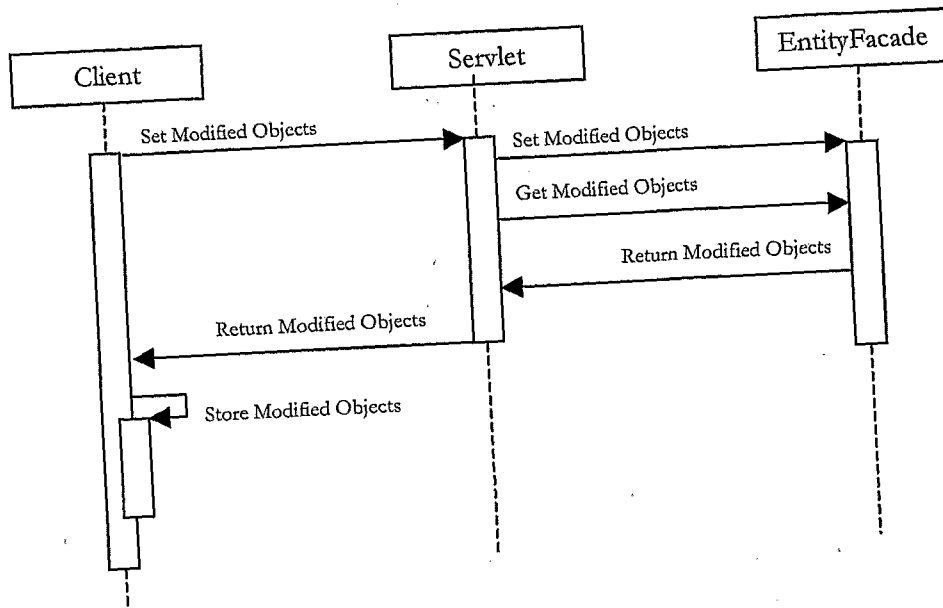 Client
Servlet
EntityFacade
Set Modified Objects
Set Modified Objects
Get Modified Objects
Return Modified Objects
Return Modified Objects
Store Modified Objects